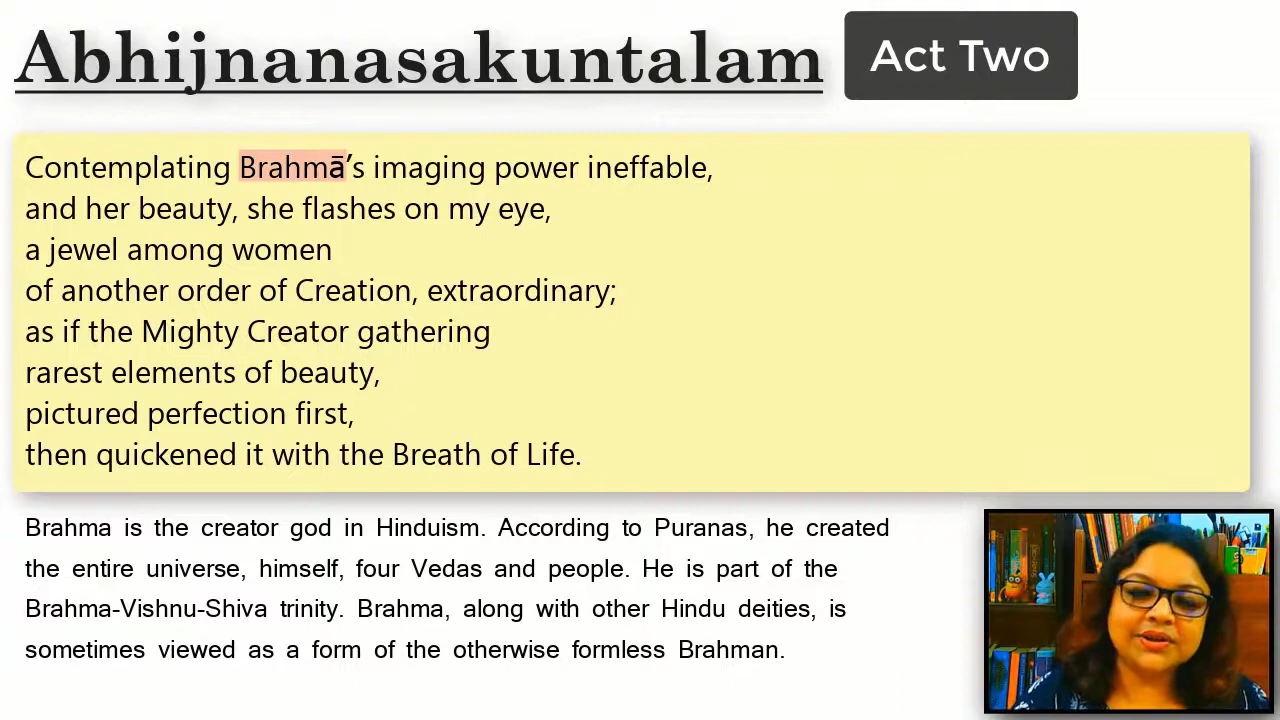 Abhijnanasakuntalam
Act Two
Contemplating Brahmā’s imaging power ineffable,
and her beauty, she flashes on my eye,
a jewel among women
of another order of Creation, extraordinary;
as if the Mighty Creator gathering
rarest elements of beauty,
pictured perfection first,
then quickened it with the Breath of Life.
Brahma is the creator god in Hinduism. According to Puranas, he created
the entire universe, himself, four Vedas and people. He is part of the
Brahma-Vishnu-Shiva trinity. Brahma, along with other Hindu deities, is
sometimes viewed as a form of the otherwise formless Brahman.